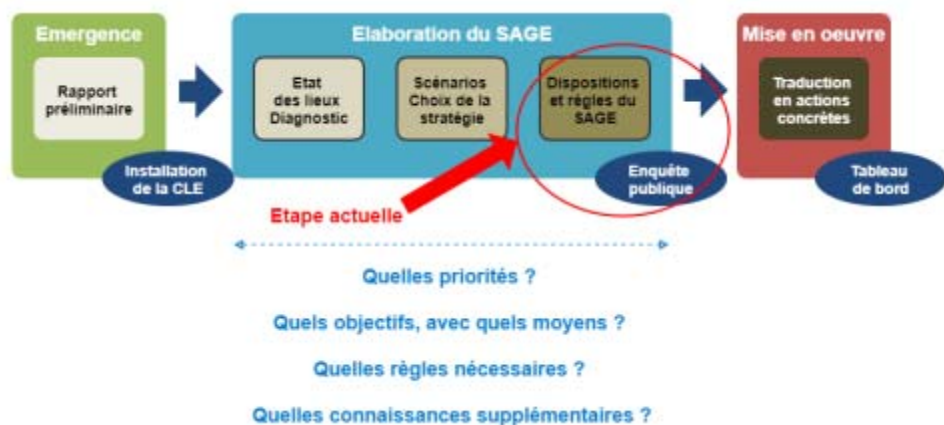 Emergence
Rapport
préliminaire
Installation
de la CLE
Elaboration du SAGE
Etat
des lieux
Diagnostic
Scénarios
Choix de la
stratégie
Dispositions
et règles du
SAGE
Enquête
publique
Mise en oeuvre
Traduction
en actions
concrètes
Tableau
de bord
Etape actuelle
Quelles priorités ?
Quels objectifs, avec quels moyens ?
Quelles règles nécessaires ?
Quelles connaissances supplémentaires ?